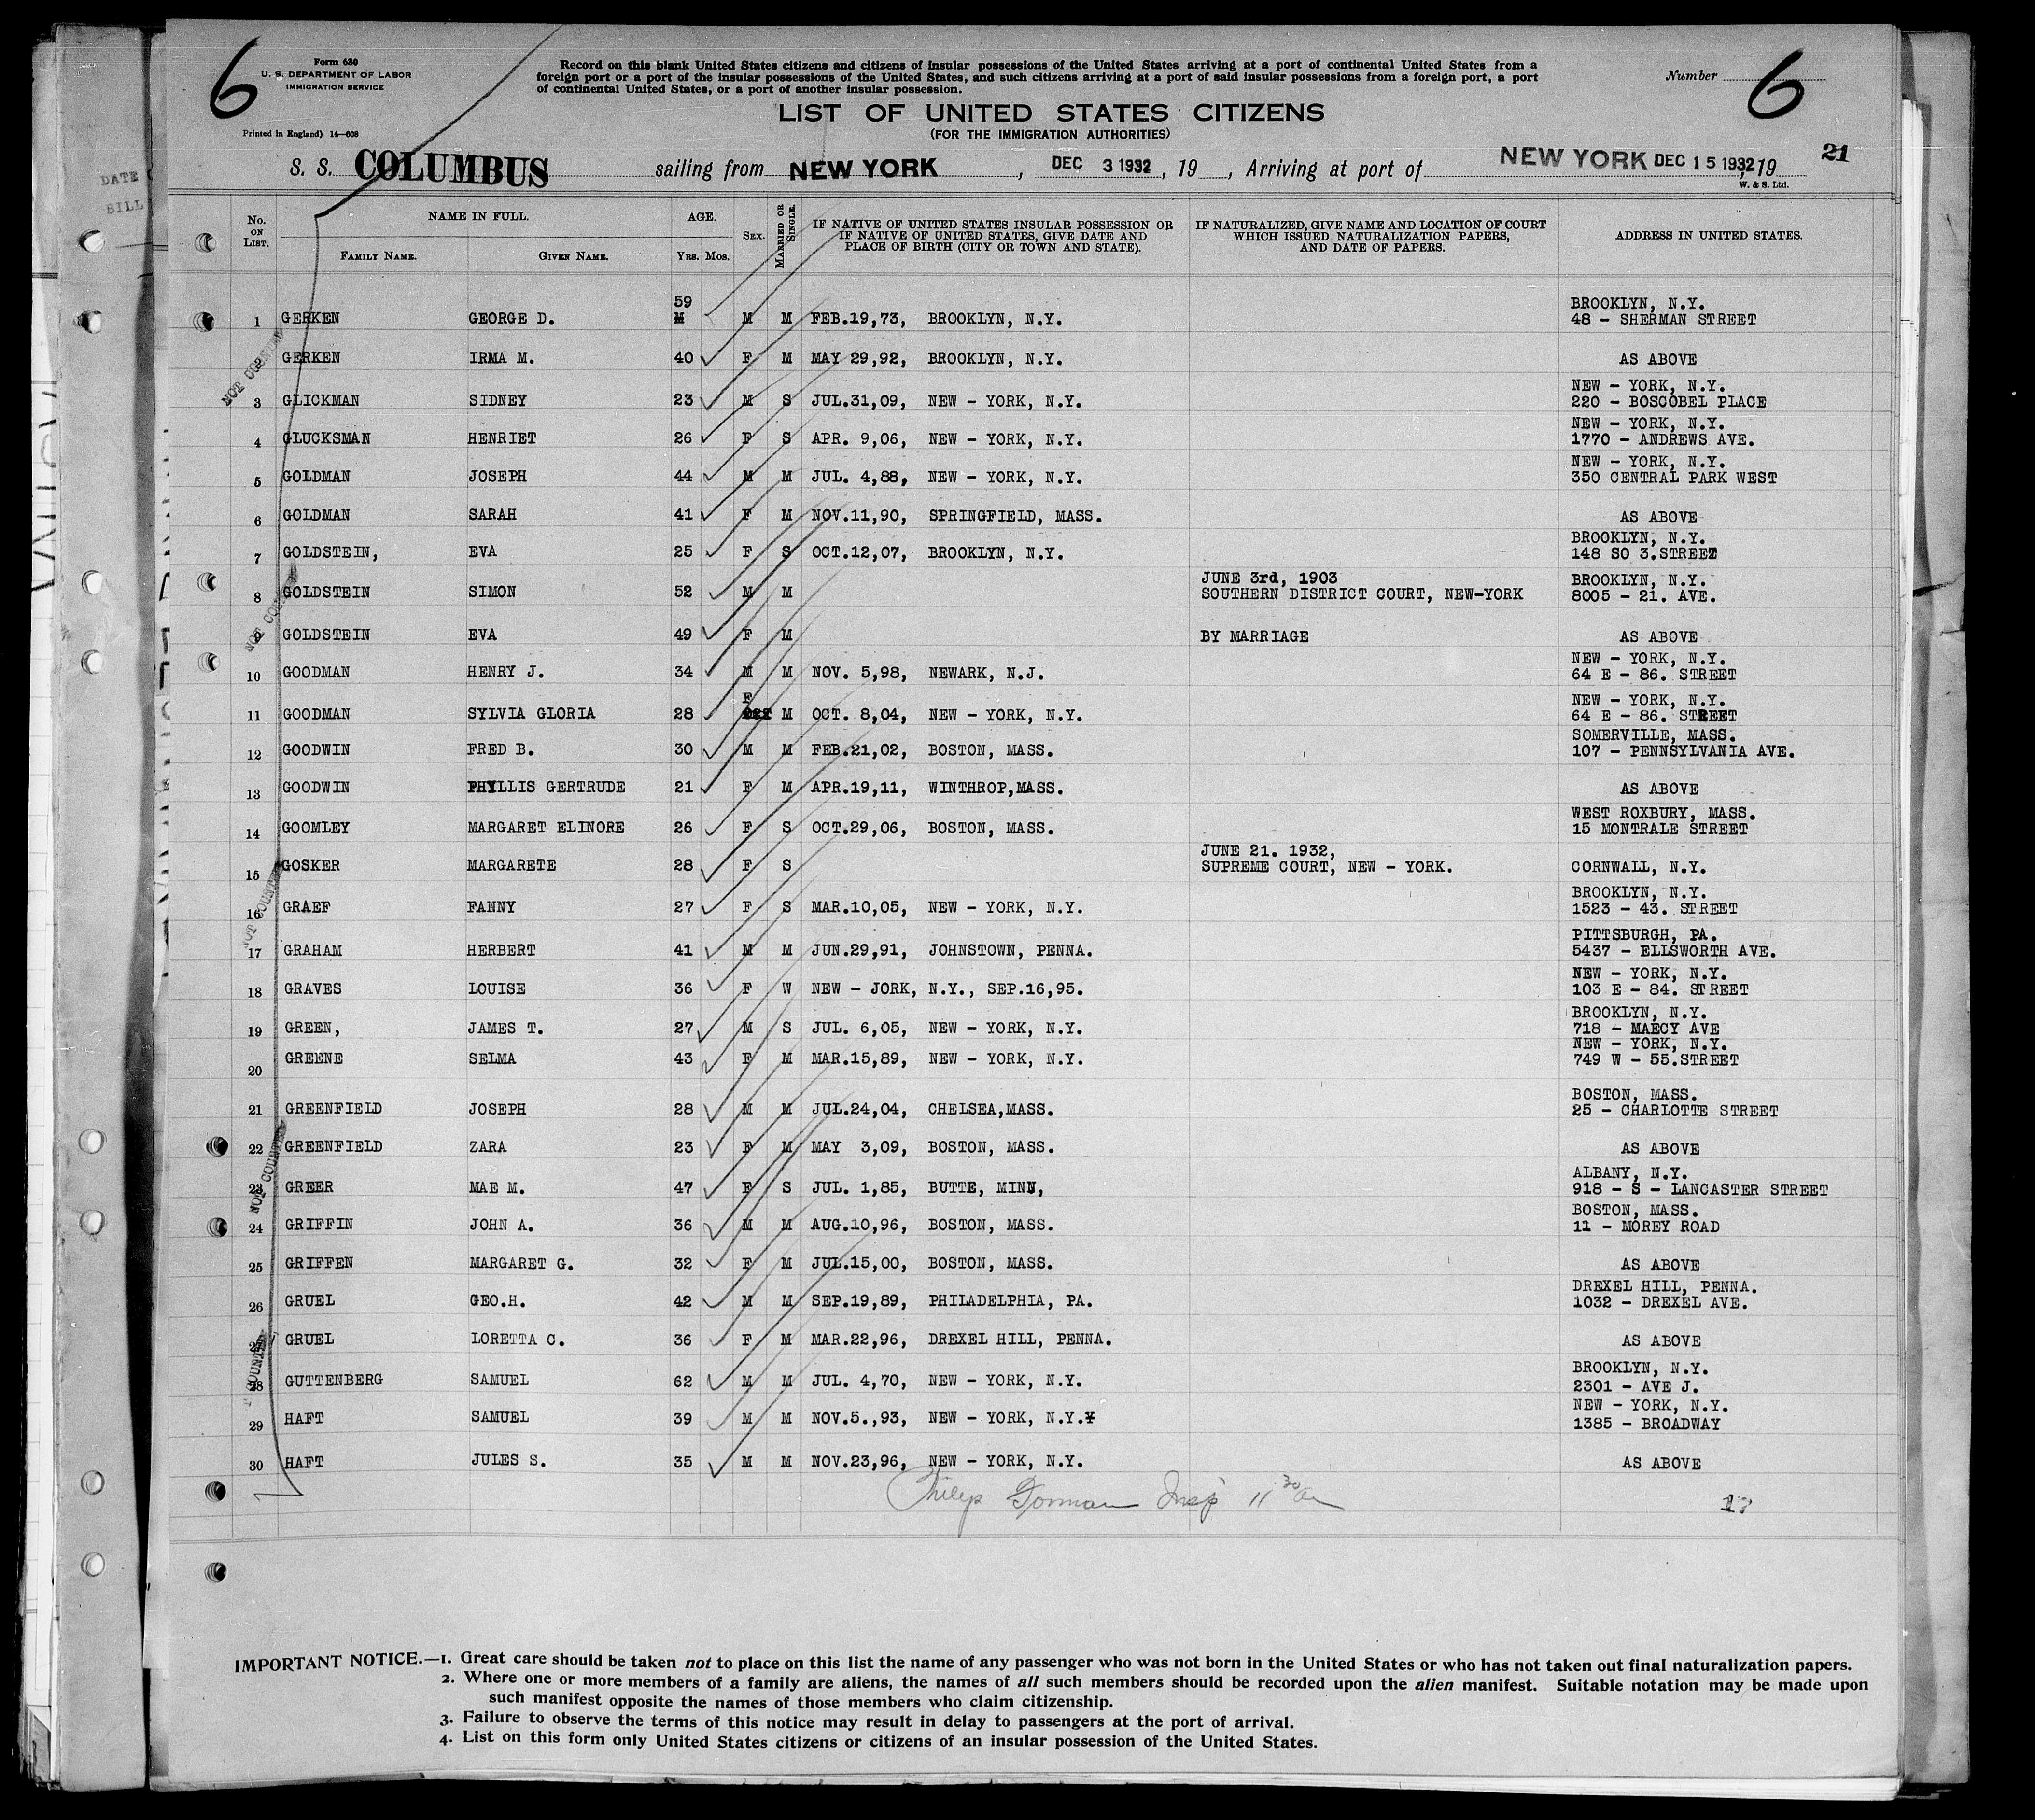 6
Form 630
U. S. DEPARTMENT OF LABOR
IMMIGRATION SERVICE
Printed in England) 14—608
Record on this blank United States citizens and citizens of insular possessions of the United States arriving at a port of continental United States from a
foreign port or a port of the insular possessions of the United States, and such citizens arriving at a port of said insular possessions from a foreign port, a port
of continental United States, or a port of another insular possession.
Number 6
LIST OF UNITED STATES CITIZENS
(FOR THE IMMIGRATION AUTHORITIES)
S. S. COLUMBUS sailing from NEW YORK, DEC 3 1932, 19 , Arriving at port of NEW YORK DEC 15 1932, 19 21
W. & S. Ltd.
DATE
BILL
No. ON LIST. NAME IN FULL. FAMILY NAME. GIVEN NAME. AGE. YRS. MOS. SEX. MARRIED OR SINGLE. IF NATIVE OF UNITED STATES INSULAR POSSESSION OR IF NATIVE OF UNITED STATES, GIVE DATE AND PLACE OF BIRTH (CITY OR TOWN AND STATE). IF NATURALIZED, GIVE NAME AND LOCATION OF COURT WHICH ISSUED NATURALIZATION PAPERS, AND DATE OF PAPERS. ADDRESS IN UNITED STATES.
59 BROOKLYN, N.Y.
1 GERKEN GEORGE D. M M M FEB.19,73, BROOKLYN, N.Y. 48 - SHERMAN STREET
2 GERKEN IRMA M. 40 F M MAY 29,92, BROOKLYN, N.Y. AS ABOVE
NEW - YORK, N.Y.
3 GLICKMAN SIDNEY 23 M S JUL.31,09, NEW - YORK, N.Y. 220 - BOSCOBEL PLACE
NEW - YORK, N.Y.
4 GLUCKSMAN HENRIET 26 F S APR. 9,06, NEW - YORK, N.Y. 1770 - ANDREWS AVE.
NEW - YORK, N.Y.
5 GOLDMAN JOSEPH 44 M M JUL. 4,88, NEW - YORK, N.Y. 350 CENTRAL PARK WEST
6 GOLDMAN SARAH 41 F M NOV.11,90, SPRINGFIELD, MASS. AS ABOVE
BROOKLYN, N.Y.
7 GOLDSTEIN, EVA 25 F S OCT.12,07, BROOKLYN, N.Y. 148 SO 3.STREET
JUNE 3rd, 1903 BROOKLYN, N.Y.
8 GOLDSTEIN SIMON 52 M M SOUTHERN DISTRICT COURT, NEW-YORK 8005 - 21. AVE.
9 GOLDSTEIN EVA 49 F M BY MARRIAGE AS ABOVE
NEW - YORK, N.Y.
10 GOODMAN HENRY J. 34 M M NOV. 5,98, NEWARK, N.J. 64 E - 86. STREET
F NEW - YORK, N.Y.
11 GOODMAN SYLVIA GLORIA 28 M OCT. 8,04, NEW - YORK, N.Y. 64 E - 86. STREET
SOMERVILLE, MASS.
12 GOODWIN FRED B. 30 M M FEB.21,02, BOSTON, MASS. 107 - PENNSYLVANIA AVE.
13 GOODWIN PHYLLIS GERTRUDE 21 F M APR.19,11, WINTHROP,MASS. AS ABOVE
WEST ROXBURY, MASS.
14 GOOMLEY MARGARET ELINORE 26 F S OCT.29,06, BOSTON, MASS. 15 MONTRALE STREET
JUNE 21. 1932,
15 GOSKER MARGARETE 28 F S SUPREME COURT, NEW - YORK. CORNWALL, N.Y.
BROOKLYN, N.Y.
16 GRAEF FANNY 27 F S MAR.10,05, NEW - YORK, N.Y. 1523 - 43. STREET
PITTSBURGH, PA.
17 GRAHAM HERBERT 41 M M JUN.29,91, JOHNSTOWN, PENNA. 5437 - ELLSWORTH AVE.
NEW - YORK, N.Y.
18 GRAVES LOUISE 36 F W NEW - JORK, N.Y., SEP.16,95. 103 E - 84. STREET
BROOKLYN, N.Y.
19 GREEN, JAMES T. 27 M S JUL. 6,05, NEW - YORK, N.Y. 718 - MAECY AVE
NEW - YORK, N.Y.
20 GREENE SELMA 43 F M MAR.15,89, NEW - YORK, N.Y. 749 W - 55.STREET
BOSTON, MASS.
21 GREENFIELD JOSEPH 28 M M JUL.24,04, CHELSEA,MASS. 25 - CHARLOTTE STREET
22 GREENFIELD ZARA 23 F M MAY 3,09, BOSTON, MASS. AS ABOVE
ALBANY, N.Y.
23 GREER MAE M. 47 F S JUL. 1,85, BUTTE, MINN, 918 - S - LANCASTER STREET
BOSTON, MASS.
24 GRIFFIN JOHN A. 36 M M AUG.10,96, BOSTON, MASS. 11 - MOREY ROAD
25 GRIFFEN MARGARET G. 32 F M JUL.15,00, BOSTON, MASS. AS ABOVE
DREXEL HILL, PENNA.
26 GRUEL GEO.H. 42 M M SEP.19,89, PHILADELPHIA, PA. 1032 - DREXEL AVE.
27 GRUEL LORETTA C. 36 F M MAR.22,96, DREXEL HILL, PENNA. AS ABOVE
BROOKLYN, N.Y.
28 GUTTENBERG SAMUEL 62 M M JUL. 4,70, NEW - YORK, N.Y. 2301 - AVE J.
NEW - YORK, N.Y.
29 HAFT SAMUEL 39 M M NOV.5.,93, NEW - YORK, N.Y.Y 1385 - BROADWAY
30 HAFT JULES S. 35 M M NOV.23,96, NEW - YORK, N.Y. AS ABOVE
Philip Gorman Insp 11 30 am
NOT COUNTED
IMPORTANT NOTICE.—1. Great care should be taken not to place on this list the name of any passenger who was not born in the United States or who has not taken out final naturalization papers.
2. Where one or more members of a family are aliens, the names of all such members should be recorded upon the alien manifest. Suitable notation may be made upon
such manifest opposite the names of those members who claim citizenship.
3. Failure to observe the terms of this notice may result in delay to passengers at the port of arrival.
4. List on this form only United States citizens or citizens of an insular possession of the United States.